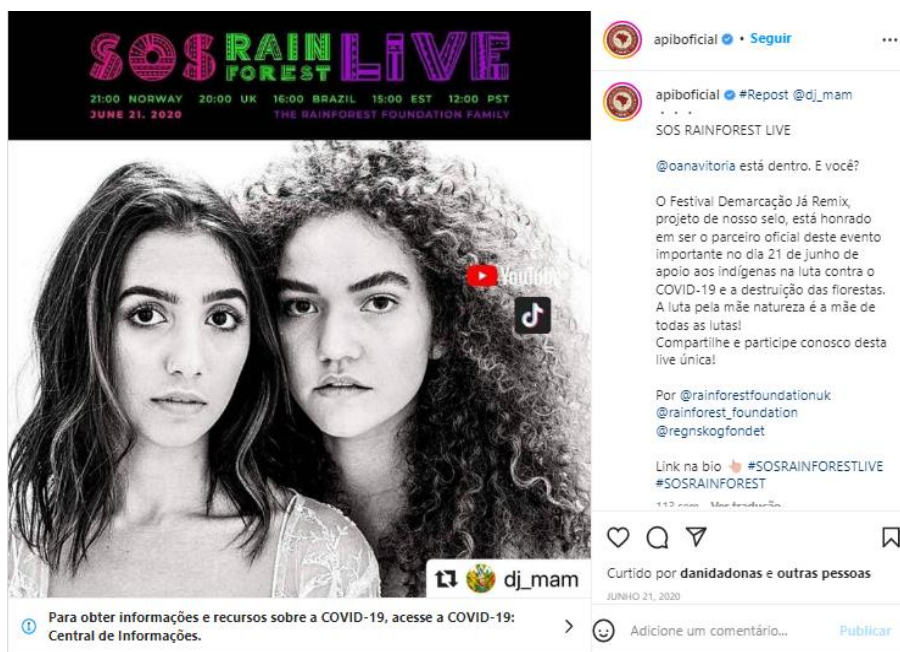 SOS RAIN FOREST LiVE
21:00 NORWAY 20:00 UK 16:00 BRAZIL 15:00 EST 12:00 PST
JUNE 21, 2020 THE RAINFOREST FOUNDATION FAMILY
YouTube
dj_mam
Para obter informações e recursos sobre a COVID-19, acesse a COVID-19:
Central de Informações.
apiboficial • Seguir
apiboficial #Repost @dj_mam
. . .
SOS RAINFOREST LIVE
@oanavitoria está dentro. E você?
O Festival Demarcação Já Remix,
projeto de nosso selo, está honrado
em ser o parceiro oficial deste evento
importante no dia 21 de junho de
apoio aos indígenas na luta contra o
COVID-19 e a destruição das florestas.
A luta pela mãe natureza é a mãe de
todas as lutas!
Compartilhe e participe conosco desta
live única!
Por @rainforestfoundationuk
@rainforest_foundation
@regnskogfondet
Link na bio 👆🏻 #SOSRAINFORESTLIVE
#SOSRAINFOREST
Ver tradução
Curtido por danidadonas e outras pessoas
JUNHO 21, 2020
Adicione um comentário... Publicar